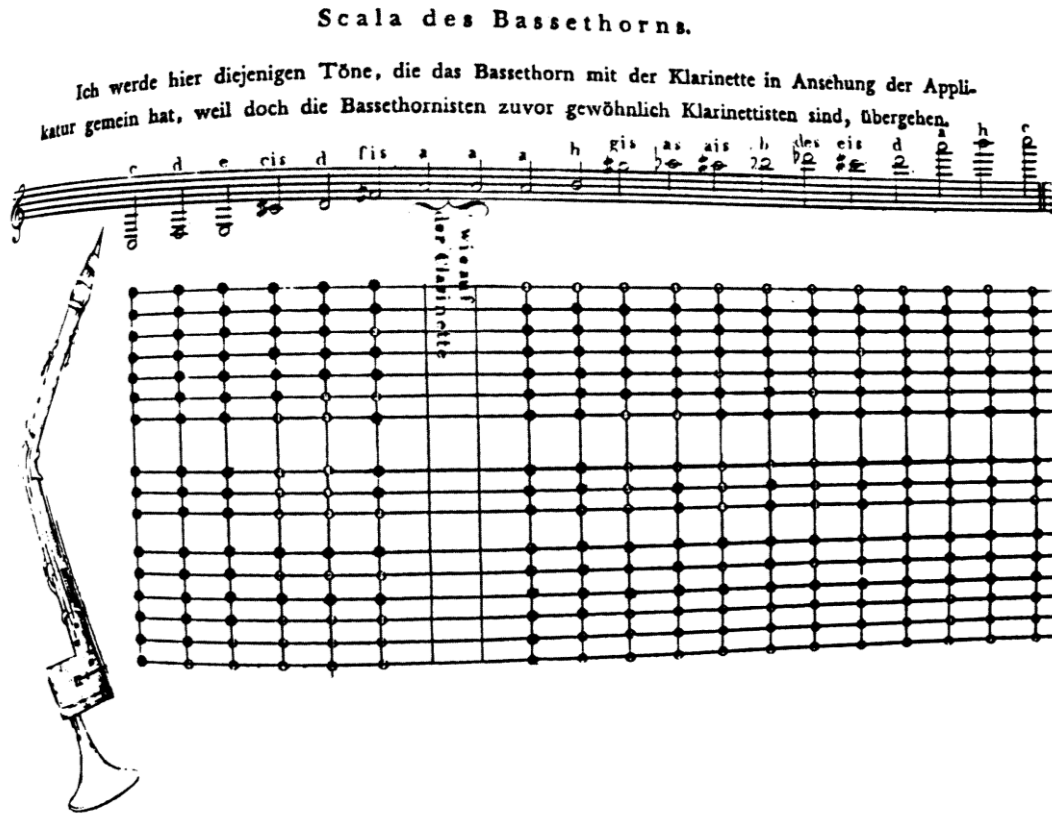 Scala des Bassethorns.
Ich werde hier diejenigen Töne, die das Bassethorn mit der Klarinette in Ansehung der Appli-
katur gemein hat, weil doch die Bassethornisten zuvor gewöhnlich Klarinettisten sind, übergehen.
c d e cis d fis a a a h gis as ais b des eis d a h c
wie auf
der Clarinette